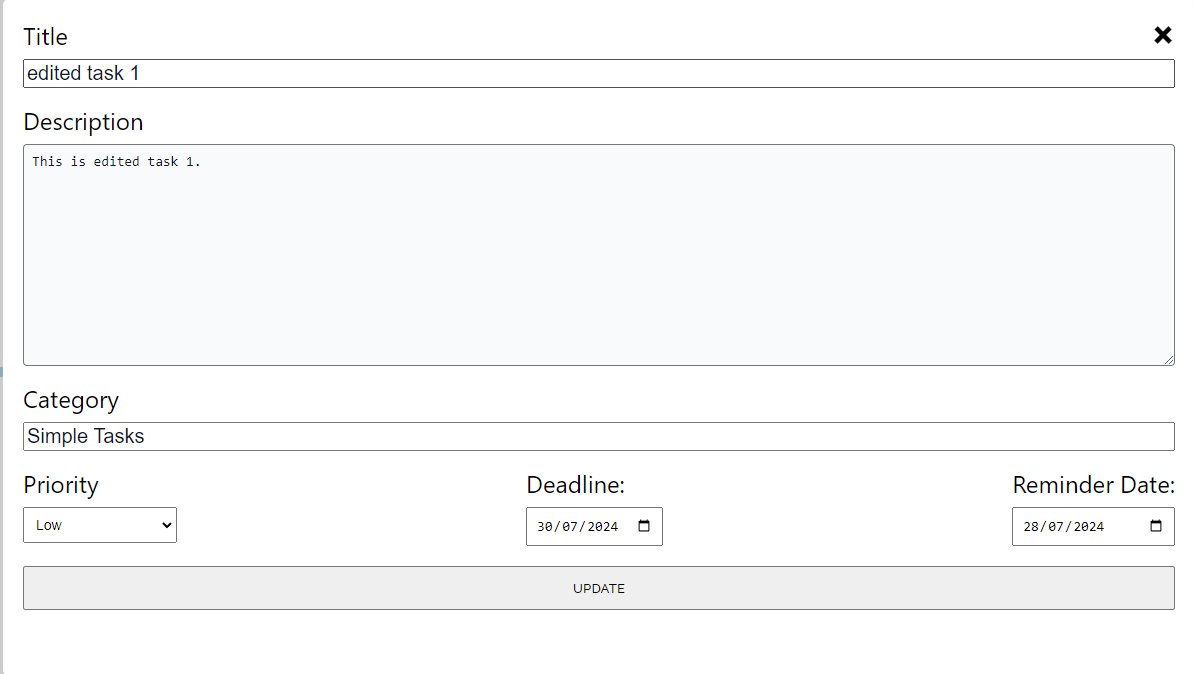 Title
edited task 1
Description
This is edited task 1.
Category
Simple Tasks
Priority
Deadline:
Reminder Date:
Low
30/07/2024
28/07/2024
UPDATE